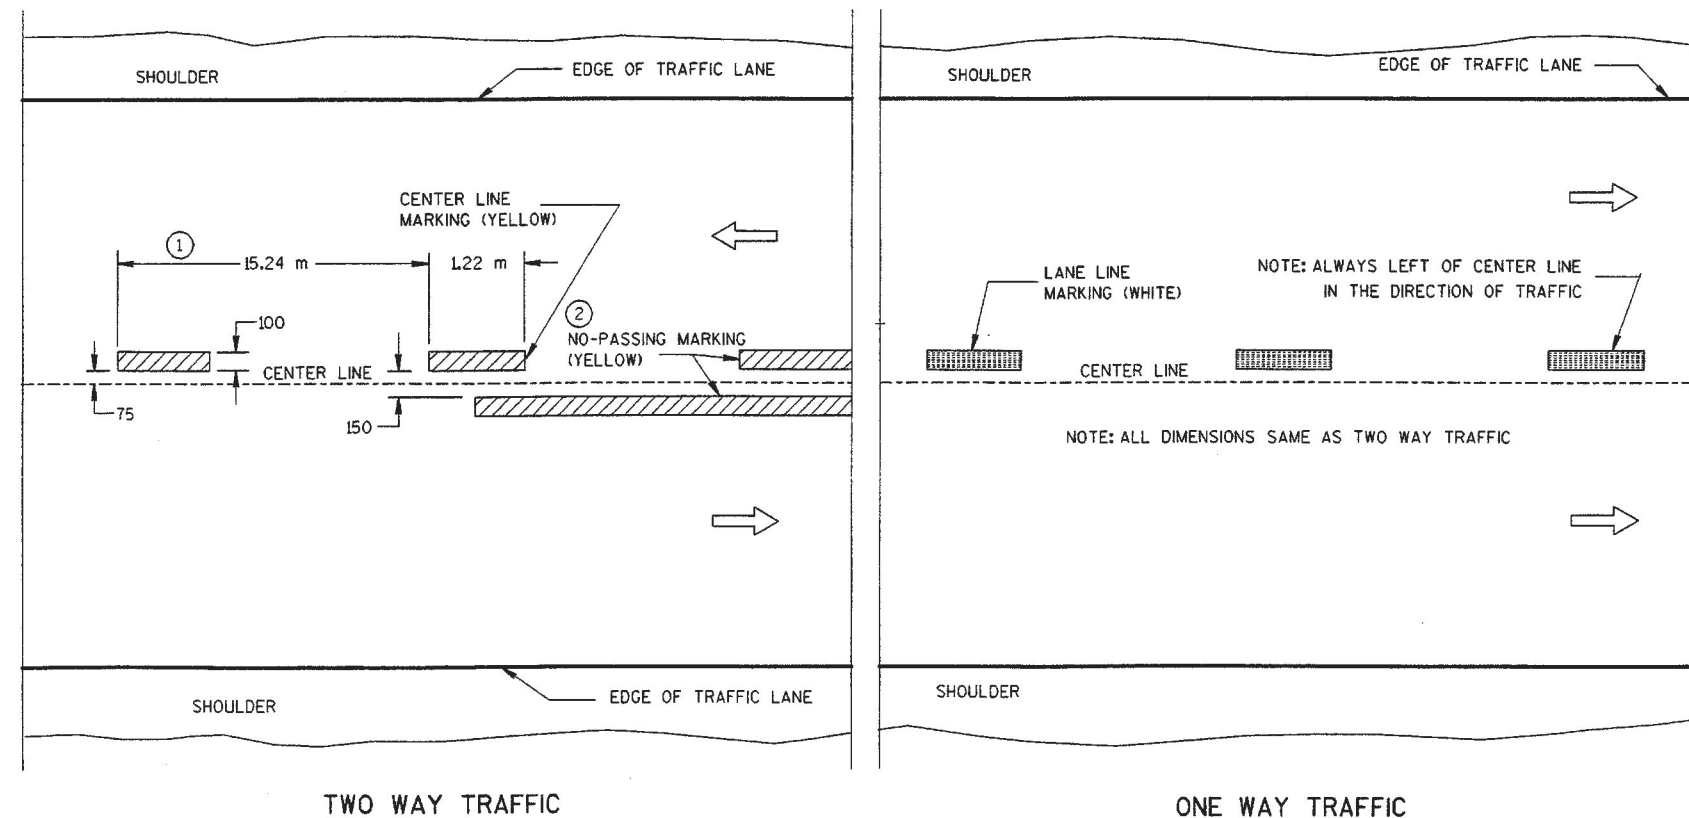 SHOULDER
EDGE OF TRAFFIC LANE
CENTER LINE
MARKING (YELLOW)
1
15.24 m
1.22 m
2
100
NO-PASSING MARKING
(YELLOW)
CENTER LINE
75
150
EDGE OF TRAFFIC LANE
SHOULDER
TWO WAY TRAFFIC
SHOULDER
EDGE OF TRAFFIC LANE
LANE LINE
MARKING (WHITE)
NOTE: ALWAYS LEFT OF CENTER LINE
IN THE DIRECTION OF TRAFFIC
CENTER LINE
NOTE: ALL DIMENSIONS SAME AS TWO WAY TRAFFIC
SHOULDER
ONE WAY TRAFFIC